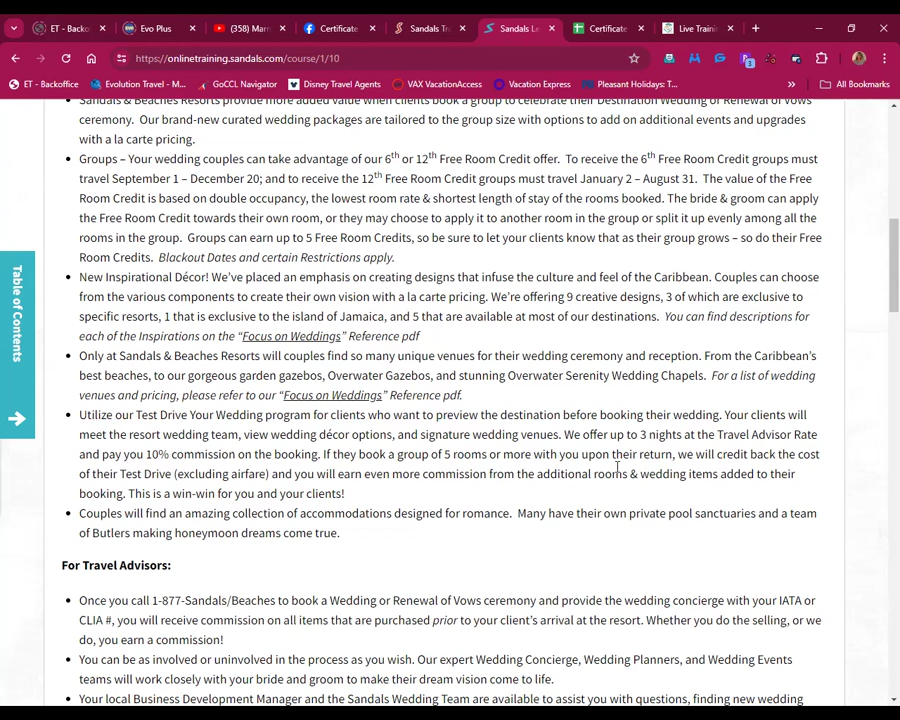 ET - Backo
Evo Plus
(358) Marr
Certificate
Sandals Tr
Sandals Le
Certificate
Live Traini
https://onlinetraining.sandals.com/course/1/10
ET - Backoffice
Evolution Travel - M...
GoCCL Navigator
Disney Travel Agents
VAX VacationAccess
Vacation Express
Pleasant Holidays: T...
»
All Bookmarks
Sandals & Beaches Resorts provide more added value when clients book a group to celebrate their Destination Wedding or Renewal of Vows
ceremony. Our brand-new curated wedding packages are tailored to the group size with options to add on additional events and upgrades
with a la carte pricing.
Groups – Your wedding couples can take advantage of our 6th or 12th Free Room Credit offer. To receive the 6th Free Room Credit groups must
travel September 1 – December 20; and to receive the 12th Free Room Credit groups must travel January 2 – August 31. The value of the Free
Room Credit is based on double occupancy, the lowest room rate & shortest length of stay of the rooms booked. The bride & groom can apply
the Free Room Credit towards their own room, or they may choose to apply it to another room in the group or split it up evenly among all the
rooms in the group. Groups can earn up to 5 Free Room Credits, so be sure to let your clients know that as their group grows – so do their Free
Room Credits. Blackout Dates and certain Restrictions apply.
New Inspirational Décor! We've placed an emphasis on creating designs that infuse the culture and feel of the Caribbean. Couples can choose
from the various components to create their own vision with a la carte pricing. We're offering 9 creative designs, 3 of which are exclusive to
specific resorts, 1 that is exclusive to the island of Jamaica, and 5 that are available at most of our destinations. You can find descriptions for
each of the Inspirations on the "Focus on Weddings" Reference pdf
Only at Sandals & Beaches Resorts will couples find so many unique venues for their wedding ceremony and reception. From the Caribbean's
best beaches, to our gorgeous garden gazebos, Overwater Gazebos, and stunning Overwater Serenity Wedding Chapels. For a list of wedding
venues and pricing, please refer to our "Focus on Weddings" Reference pdf.
Utilize our Test Drive Your Wedding program for clients who want to preview the destination before booking their wedding. Your clients will
meet the resort wedding team, view wedding décor options, and signature wedding venues. We offer up to 3 nights at the Travel Advisor Rate
and pay you 10% commission on the booking. If they book a group of 5 rooms or more with you upon their return, we will credit back the cost
of their Test Drive (excluding airfare) and you will earn even more commission from the additional rooms & wedding items added to their
booking. This is a win-win for you and your clients!
Couples will find an amazing collection of accommodations designed for romance. Many have their own private pool sanctuaries and a team
of Butlers making honeymoon dreams come true.
For Travel Advisors:
Once you call 1-877-Sandals/Beaches to book a Wedding or Renewal of Vows ceremony and provide the wedding concierge with your IATA or
CLIA #, you will receive commission on all items that are purchased prior to your client's arrival at the resort. Whether you do the selling, or we
do, you earn a commission!
You can be as involved or uninvolved in the process as you wish. Our expert Wedding Concierge, Wedding Planners, and Wedding Events
teams will work closely with your bride and groom to make their dream vision come to life.
Your local Business Development Manager and the Sandals Wedding Team are available to assist you with questions, finding new wedding
Table of Contents